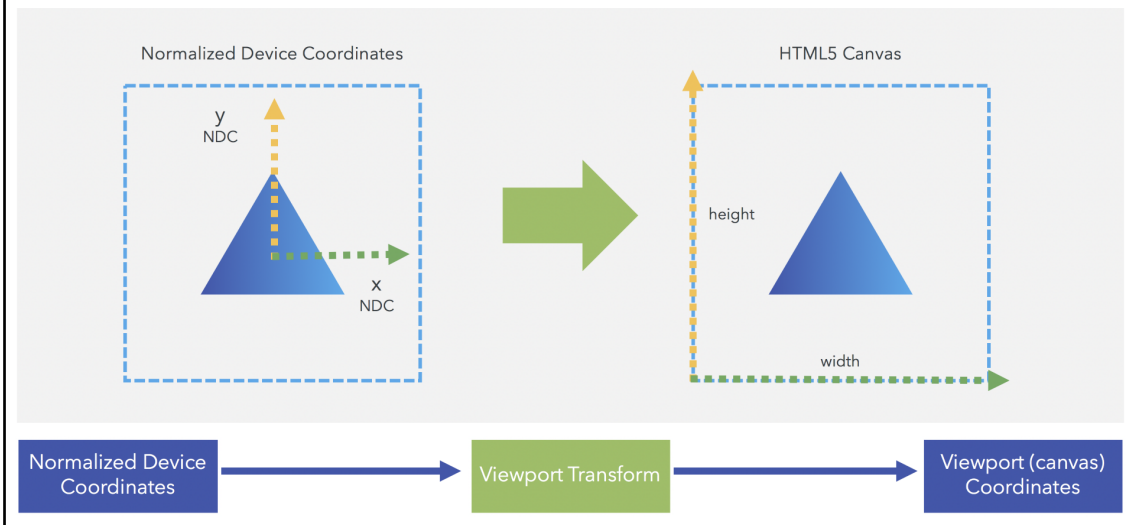 Normalized Device Coordinates
HTML5 Canvas
y
NDC
x
NDC
height
width
Normalized Device
Coordinates
Viewport Transform
Viewport (canvas)
Coordinates